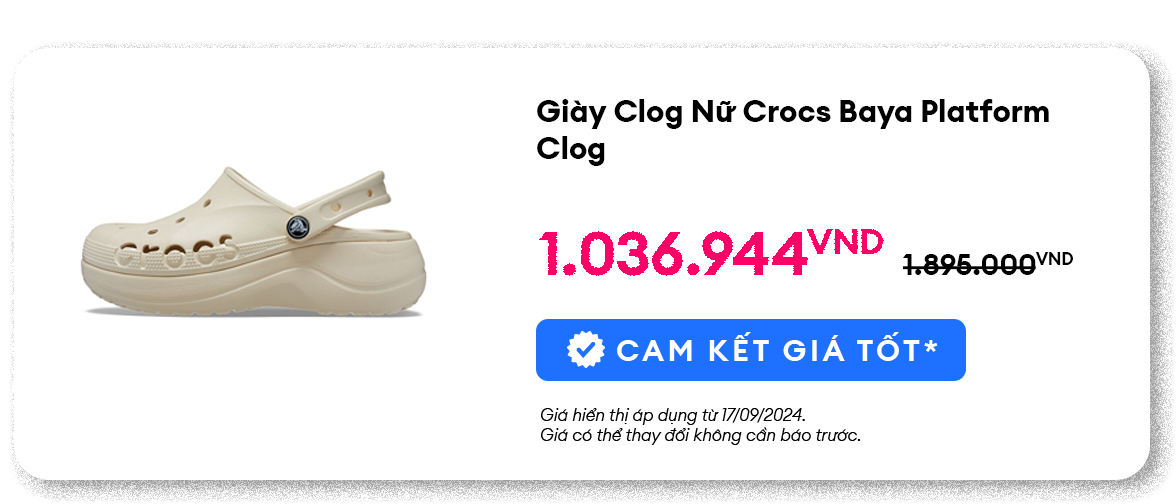 Giày Clog Nữ Crocs Baya Platform
Clog
crocs
1.036.944VND 1.895.000VND
CAM KẾT GIÁ TỐT*
Giá hiển thị áp dụng từ 17/09/2024.
Giá có thể thay đổi không cần báo trước.